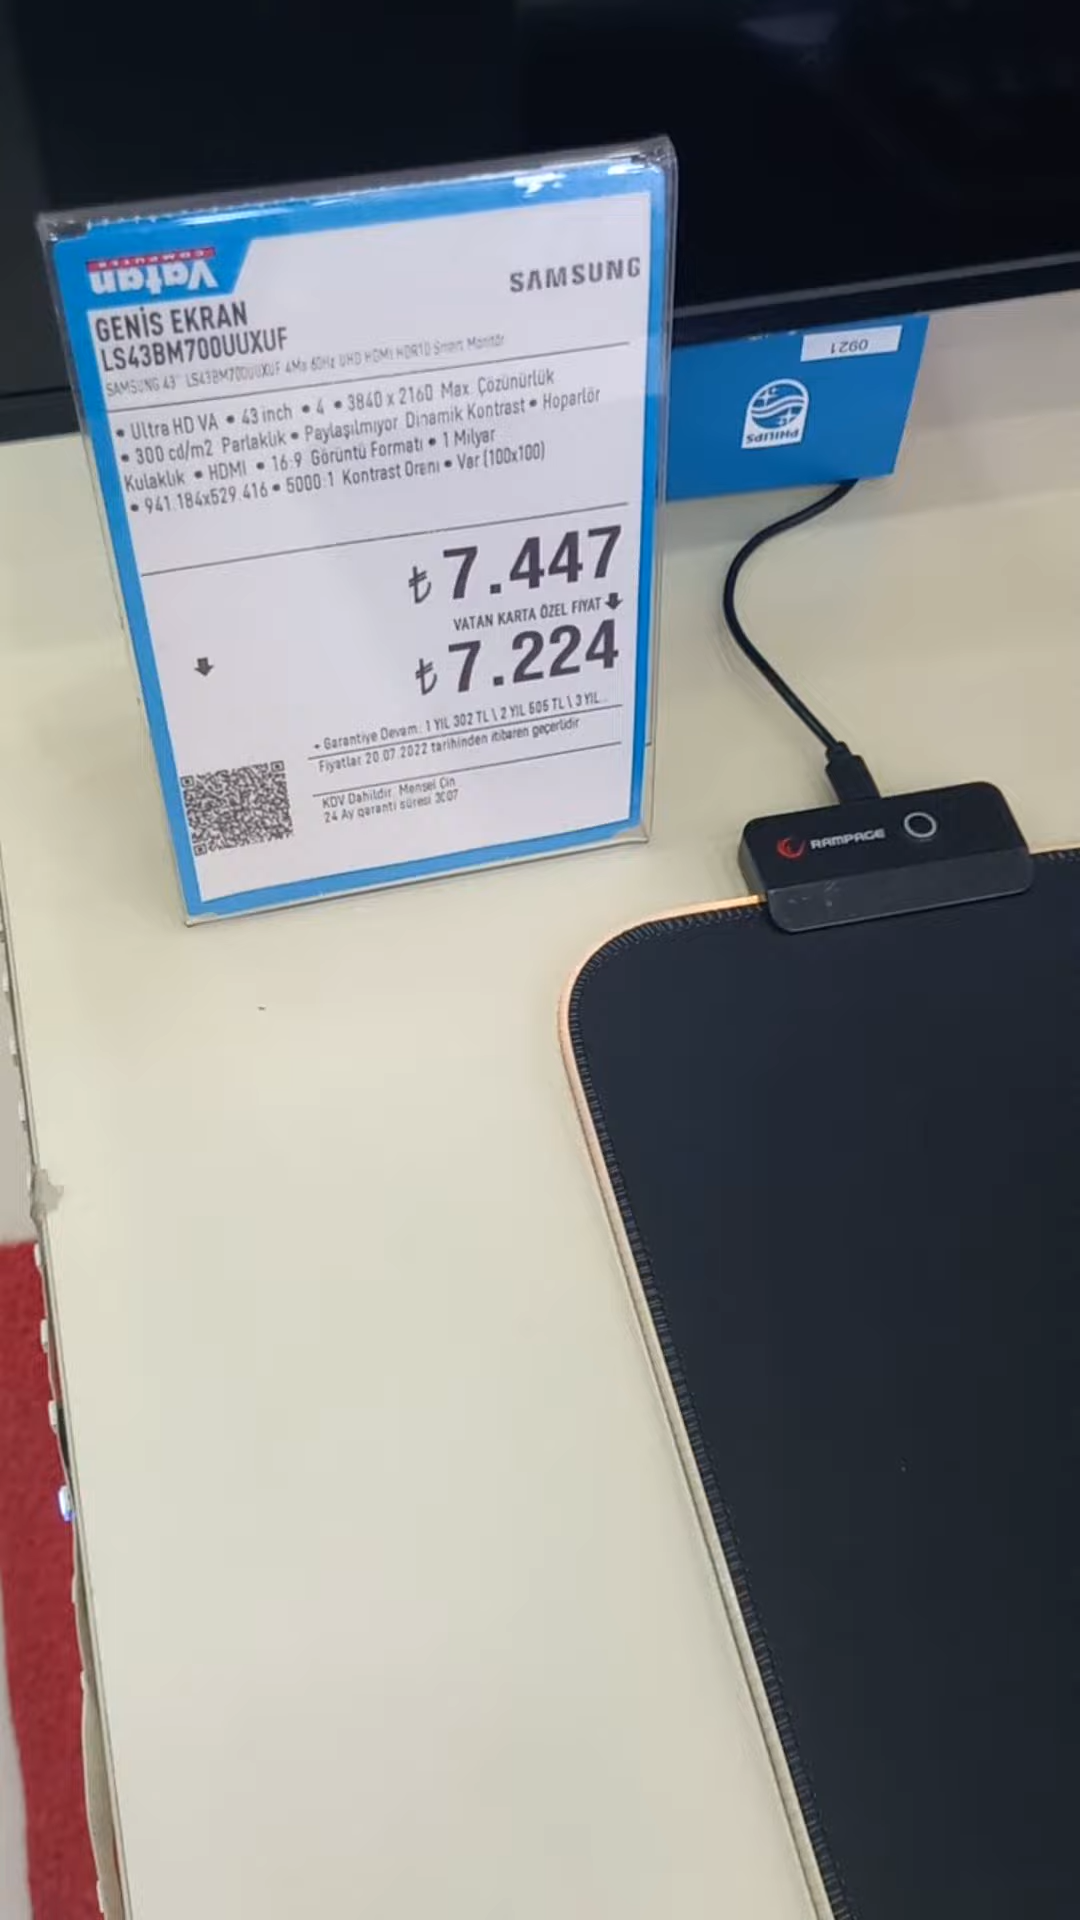 Vatan
COMPUTER
SAMSUNG
GENİŞ EKRAN
LS43BM700UUXUF
SAMSUNG 43" LS43BM700UUXUF 4Ms 60Hz UHD HDMI HDR10 Smart Monitör
• Ultra HD VA • 43 inch • 4 • 3840 x 2160 Max. Çözünürlük
• 300 cd/m2 Parlaklık • Paylaşılmıyor Dinamik Kontrast • Hoparlör
Kulaklık • HDMI • 16:9 Görüntü Formatı • 1 Milyar
• 941.184x529.416 • 5000:1 Kontrast Oranı • Var (100x100)
₺7.447
VATAN KARTA ÖZEL FİYAT
₺7.224
+ Garantiye Devam: 1 YIL 302 TL \ 2 YIL 505 TL \ 3 YIL...
Fiyatlar 20.07.2022 tarihinden itibaren geçerlidir
KDV Dahildir. Menşei:Çin
24 Ay garanti süresi 3C07
0921
PHILIPS
RAMPAGE